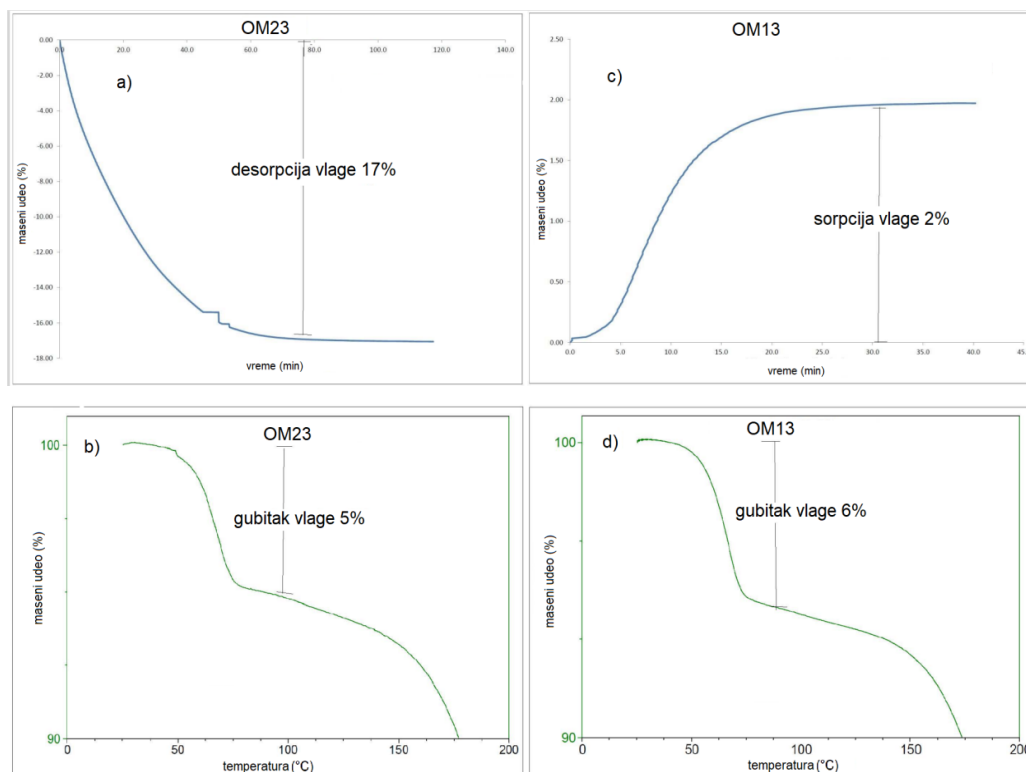 OM23
0.00
0.0
20.0
40.0
60.0
80.0
100.0
120.0
140.0
a)
-2.00
-4.00
-6.00
-8.00
-10.00
-12.00
-14.00
-16.00
-18.00
maseni udeo (%)
desorpcija vlage 17%
vreme (min)
OM13
2.50
c)
2.00
1.50
1.00
0.50
0.00
maseni udeo (%)
sorpcija vlage 2%
0.0
5.0
10.0
15.0
20.0
25.0
30.0
35.0
40.0
45.
vreme (min)
OM23
b)
100
90
maseni udeo (%)
gubitak vlage 5%
0
50
100
150
200
temperatura (°C)
OM13
d)
100
90
maseni udeo (%)
gubitak vlage 6%
0
50
100
150
200
temperatura (°C)